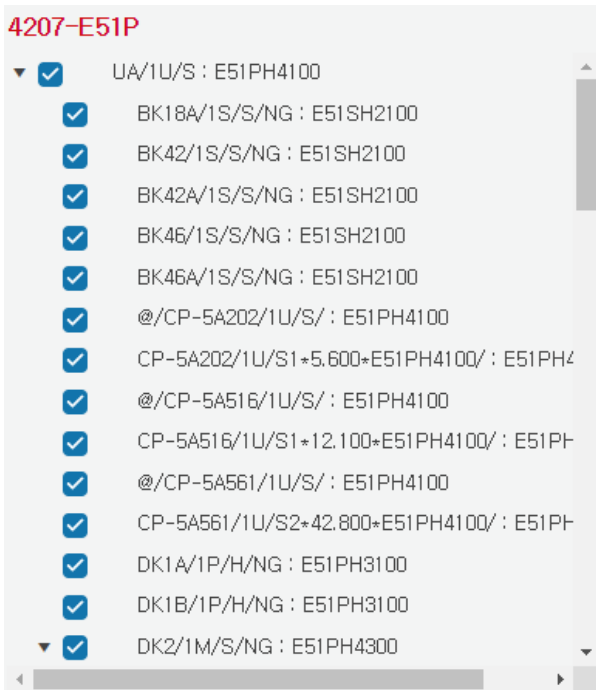 4207-E51P
UA/1U/S : E51PH4100
BK18A/1S/S/NG : E51SH2100
BK42/1S/S/NG : E51SH2100
BK42A/1S/S/NG : E51SH2100
BK46/1S/S/NG : E51SH2100
BK46A/1S/S/NG : E51SH2100
@/CP-5A202/1U/S/ : E51PH4100
CP-5A202/1U/S1*5.600*E51PH4100/ : E51PH4
@/CP-5A516/1U/S/ : E51PH4100
CP-5A516/1U/S1*12.100*E51PH4100/ : E51PH
@/CP-5A561/1U/S/ : E51PH4100
CP-5A561/1U/S2*42.800*E51PH4100/ : E51PH
DK1A/1P/H/NG : E51PH3100
DK1B/1P/H/NG : E51PH3100
DK2/1M/S/NG : E51PH4300